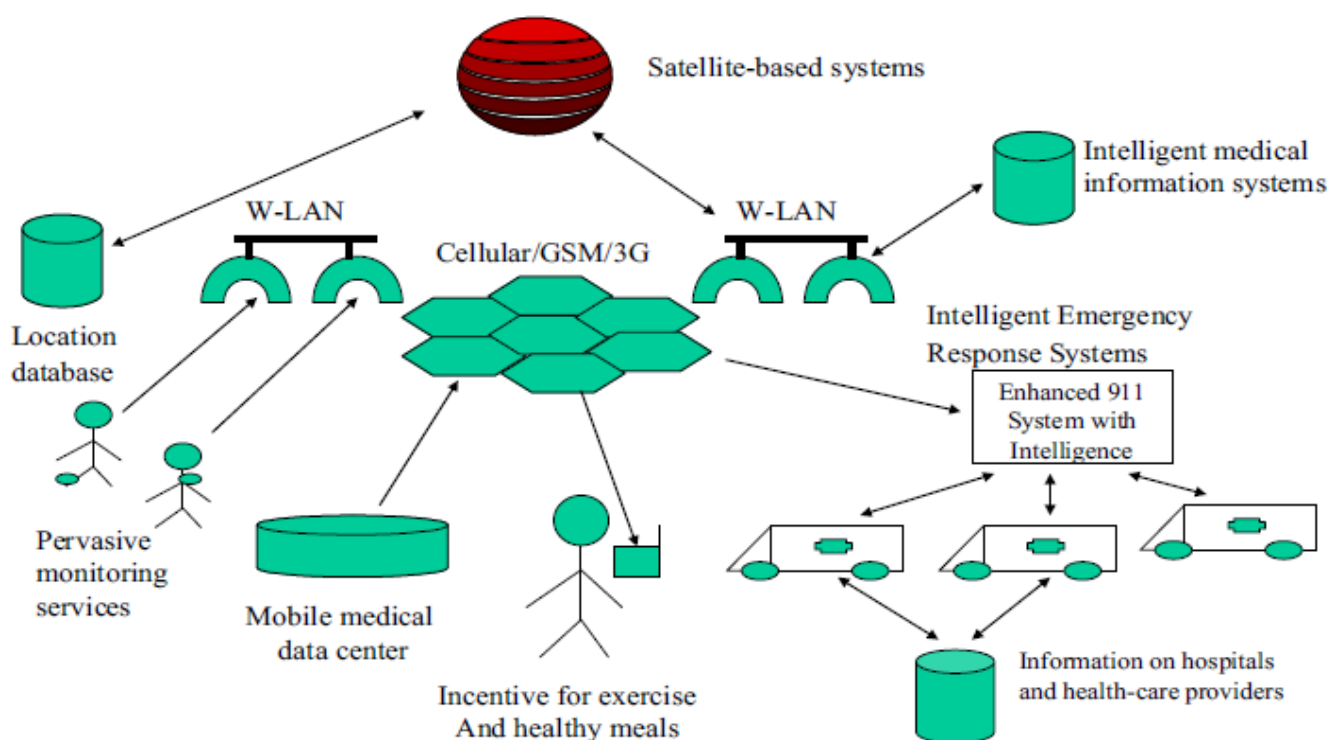 Satellite-based systems
Intelligent medical
information systems
W-LAN
W-LAN
Cellular/GSM/3G
Location
database
Intelligent Emergency
Response Systems
Enhanced 911
System with
Intelligence
Pervasive
monitoring
services
Mobile medical
data center
Incentive for exercise
And healthy meals
Information on hospitals
and health-care providers